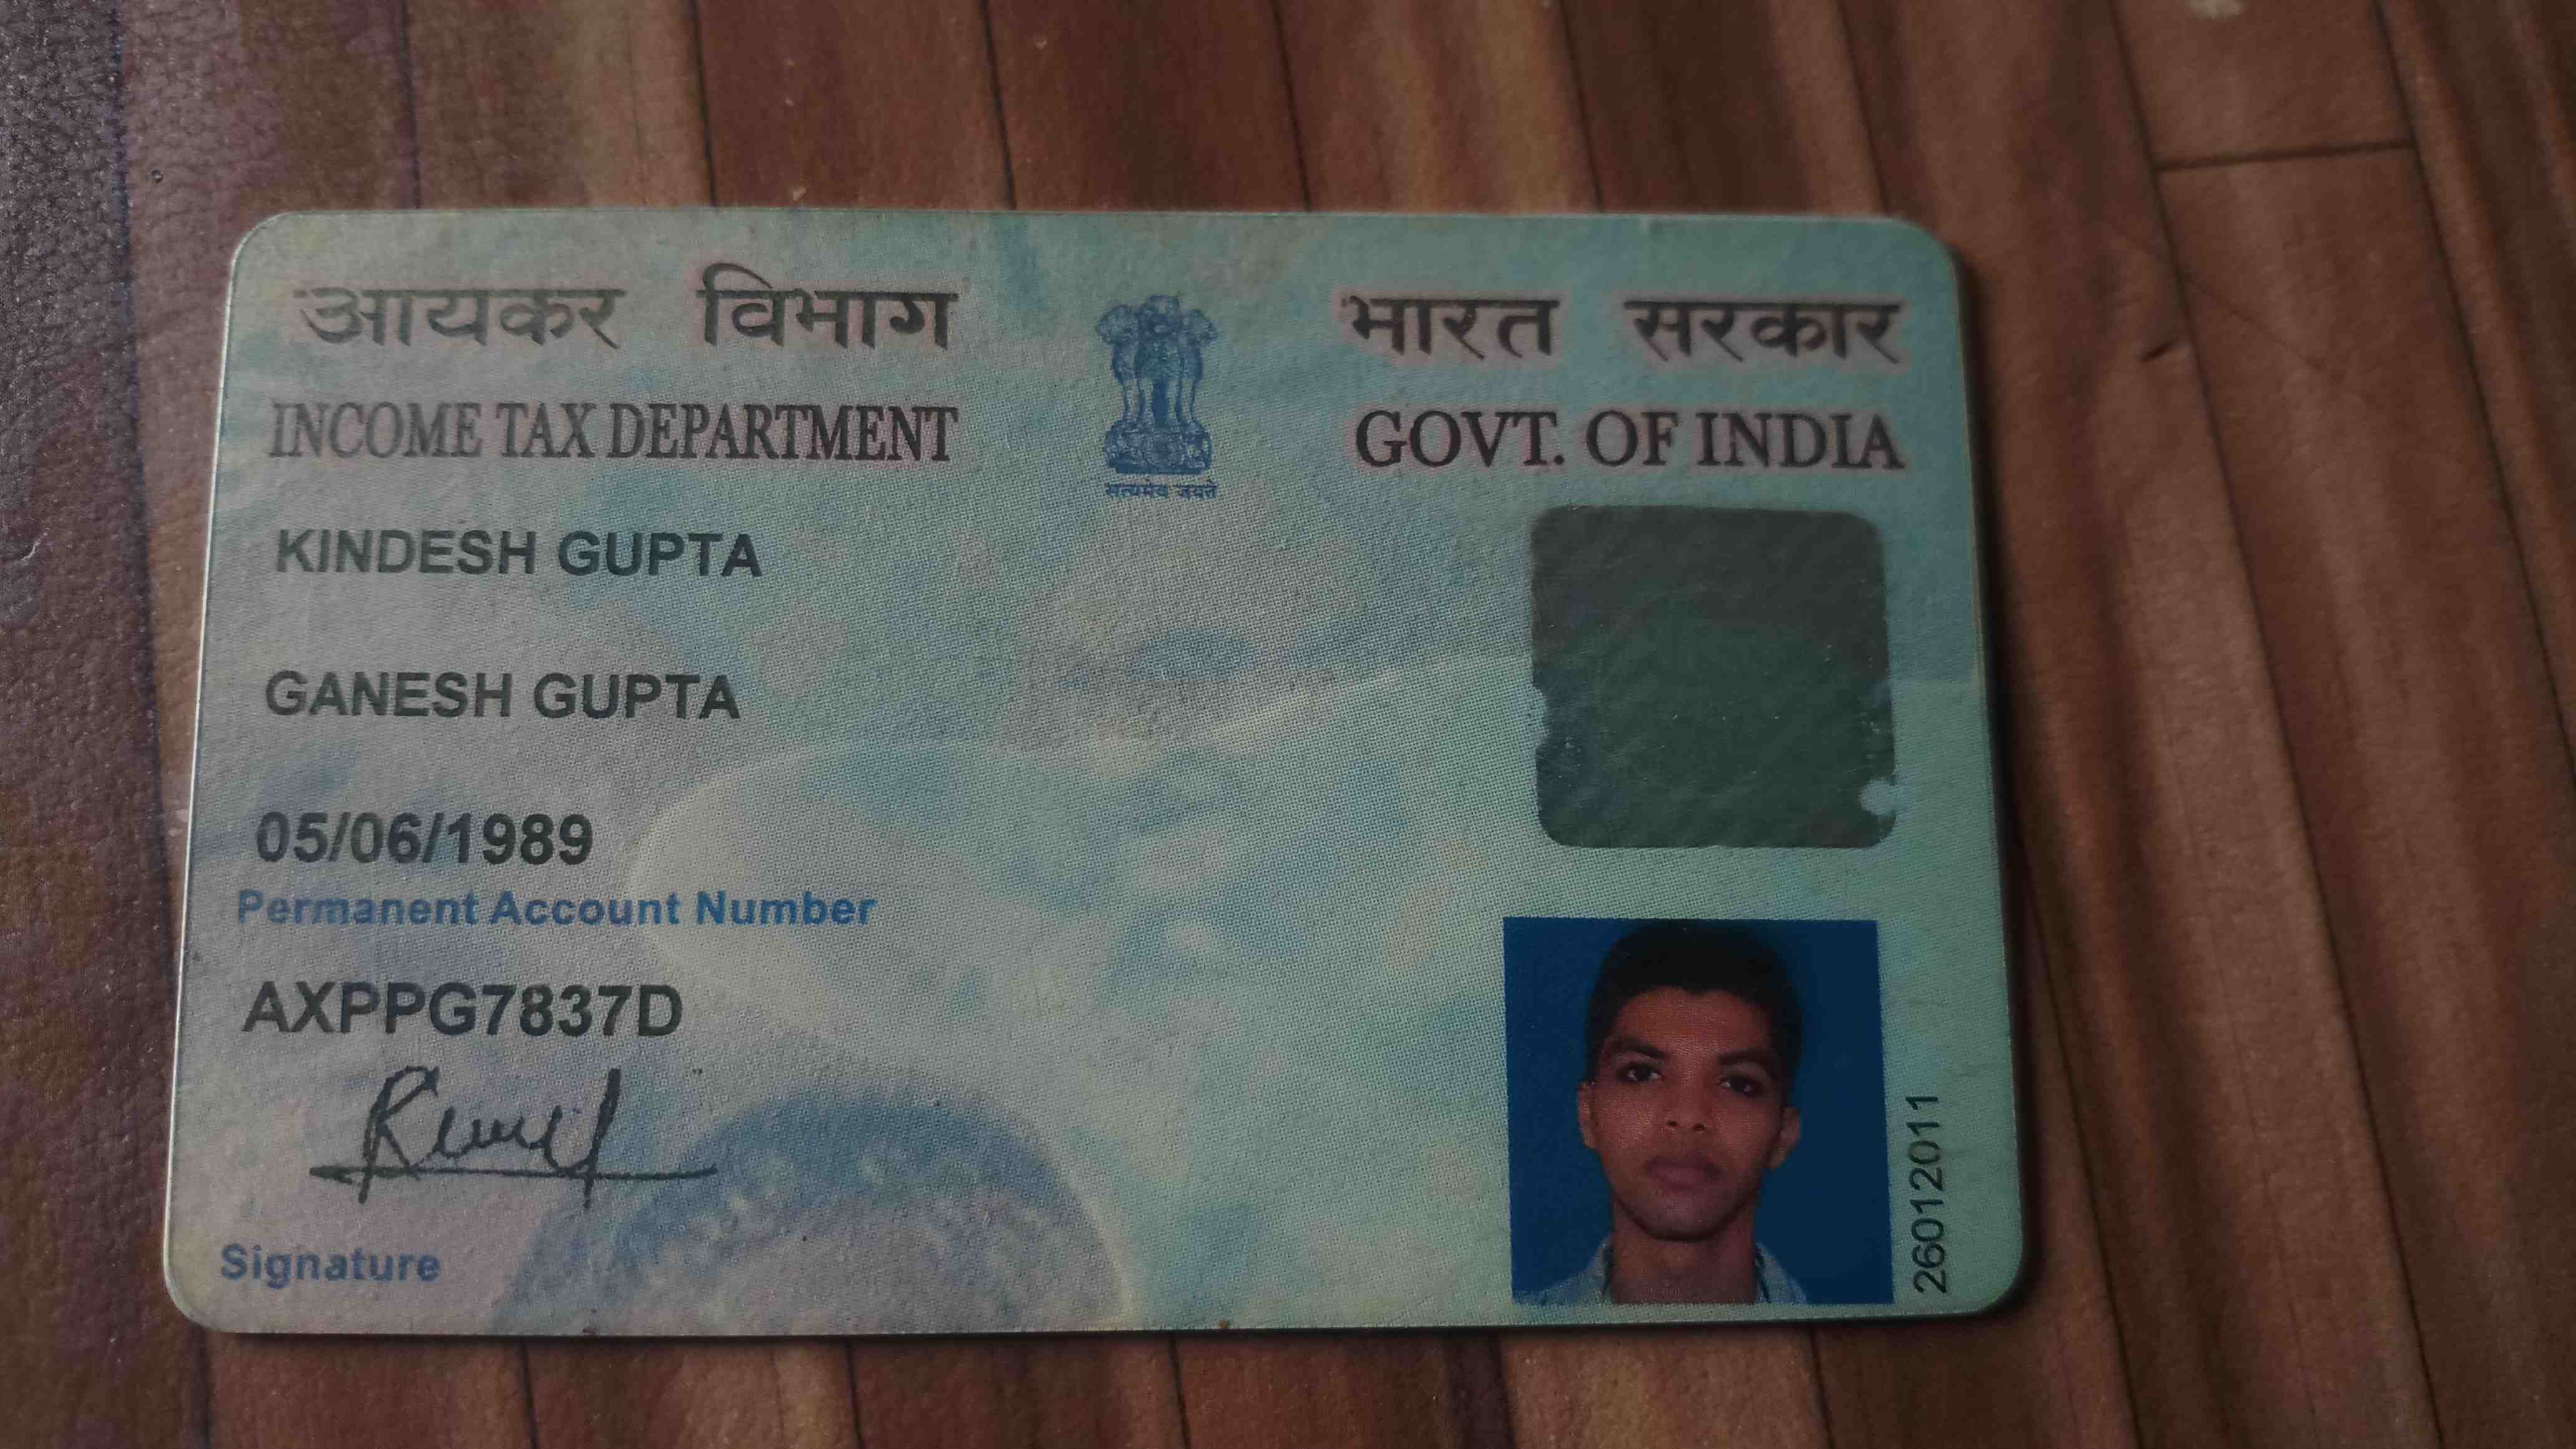 आयकर विभाग
भारत सरकार
INCOME TAX DEPARTMENT
GOVT. OF INDIA
सत्यमेव जयते
KINDESH GUPTA
GANESH GUPTA
05/06/1989
Permanent Account Number
AXPPG7837D
Signature
26012011